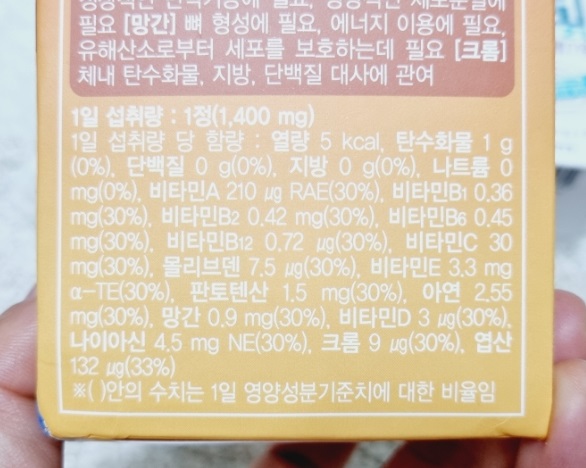 필요 [망간] 뼈 형성에 필요, 에너지 이용에 필요,
유해산소로부터 세포를 보호하는데 필요 [크롬]
체내 탄수화물, 지방, 단백질 대사에 관여
1일 섭취량 : 1정(1,400 mg)
1일 섭취량 당 함량 : 열량 5 kcal, 탄수화물 1 g
(0%), 단백질 0 g(0%), 지방 0 g(0%), 나트륨 0
mg(0%), 비타민A 210 μg RAE(30%), 비타민B1 0.36
mg(30%), 비타민B2 0.42 mg(30%), 비타민B6 0.45
mg(30%), 비타민B12 0.72 μg(30%), 비타민C 30
mg(30%), 몰리브덴 7.5 μg(30%), 비타민E 3.3 mg
α-TE(30%), 판토텐산 1.5 mg(30%), 아연 2.55
mg(30%), 망간 0.9 mg(30%), 비타민D 3 μg(30%),
나이아신 4.5 mg NE(30%), 크롬 9 μg(30%), 엽산
132 μg(33%)
※( )안의 수치는 1일 영양성분기준치에 대한 비율임